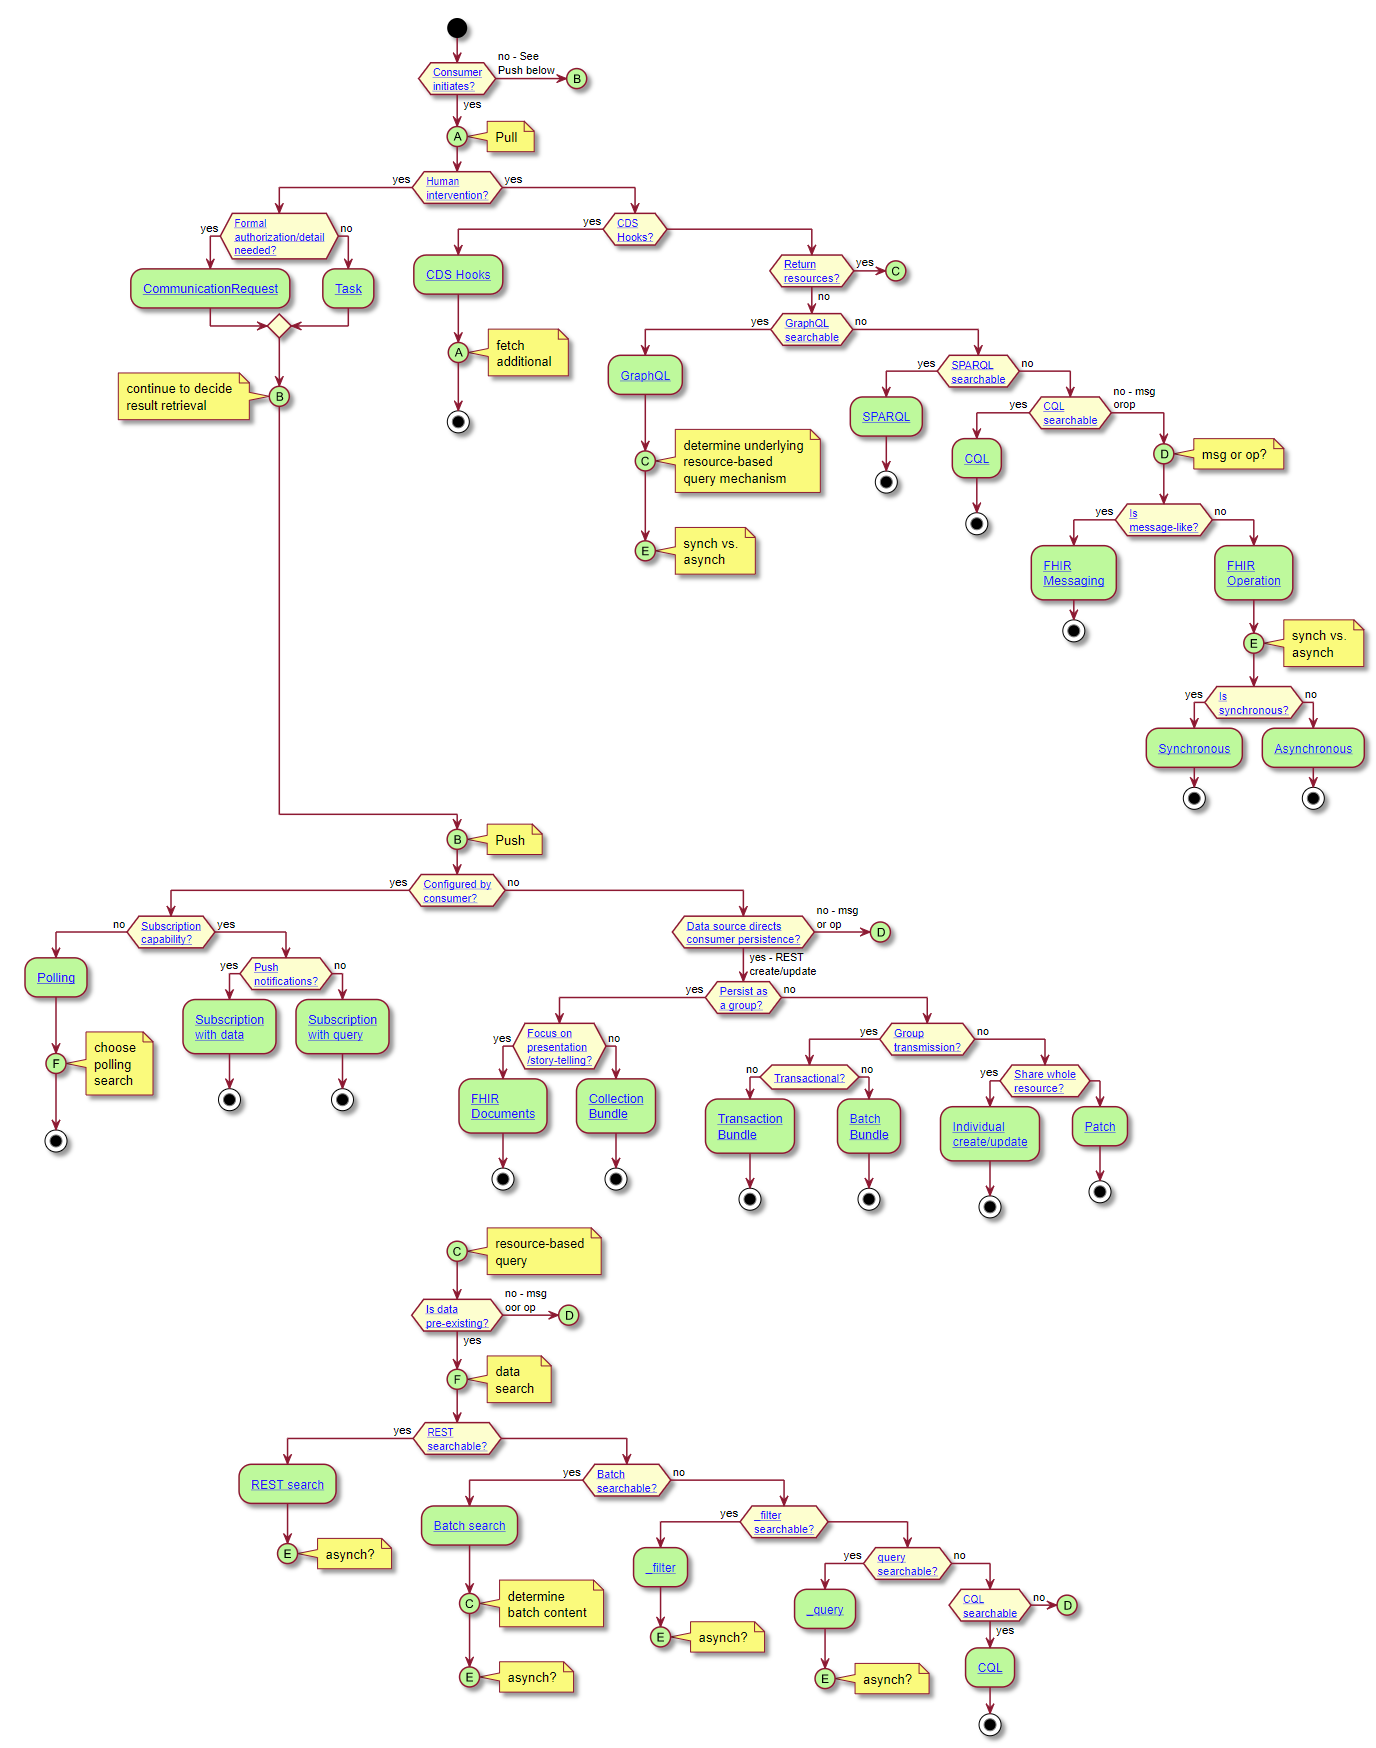 no - See
Push below
Consumer
initiates?
B
yes
A
Pull
yes
Human
intervention?
yes
yes
Formal
authorization/detail
needed?
no
yes
CDS
Hooks?
CommunicationRequest
Task
CDS Hooks
Return
resources?
yes
C
no
A
fetch
additional
yes
GraphQL
searchable
no
continue to decide
result retrieval
B
GraphQL
yes
SPARQL
searchable
no
SPARQL
yes
CQL
searchable
no - msg
orop
C
determine underlying
resource-based
query mechanism
CQL
D
msg or op?
E
synch vs.
asynch
yes
Is
message-like?
no
FHIR
Messaging
FHIR
Operation
E
synch vs.
asynch
yes
Is
synchronous?
no
Synchronous
Asynchronous
B
Push
yes
Configured by
consumer?
no
no
Subscription
capability?
yes
Data source directs
consumer persistence?
no - msg
or op
D
Polling
yes
Push
notifications?
no
yes - REST
create/update
Subscription
with data
Subscription
with query
yes
Persist as
a group?
no
F
choose
polling
search
yes
Focus on
presentation
/story-telling?
no
yes
Group
transmission?
no
FHIR
Documents
Collection
Bundle
no
Transactional?
no
yes
Share whole
resource?
Transaction
Bundle
Batch
Bundle
Individual
create/update
Patch
C
resource-based
query
Is data
pre-existing?
no - msg
oor op
D
yes
F
data
search
yes
REST
searchable?
REST search
yes
Batch
searchable?
no
E
asynch?
Batch search
yes
_filter
searchable?
C
determine
batch content
_filter
yes
query
searchable?
no
E
asynch?
E
asynch?
_query
CQL
searchable
no
D
yes
E
asynch?
CQL